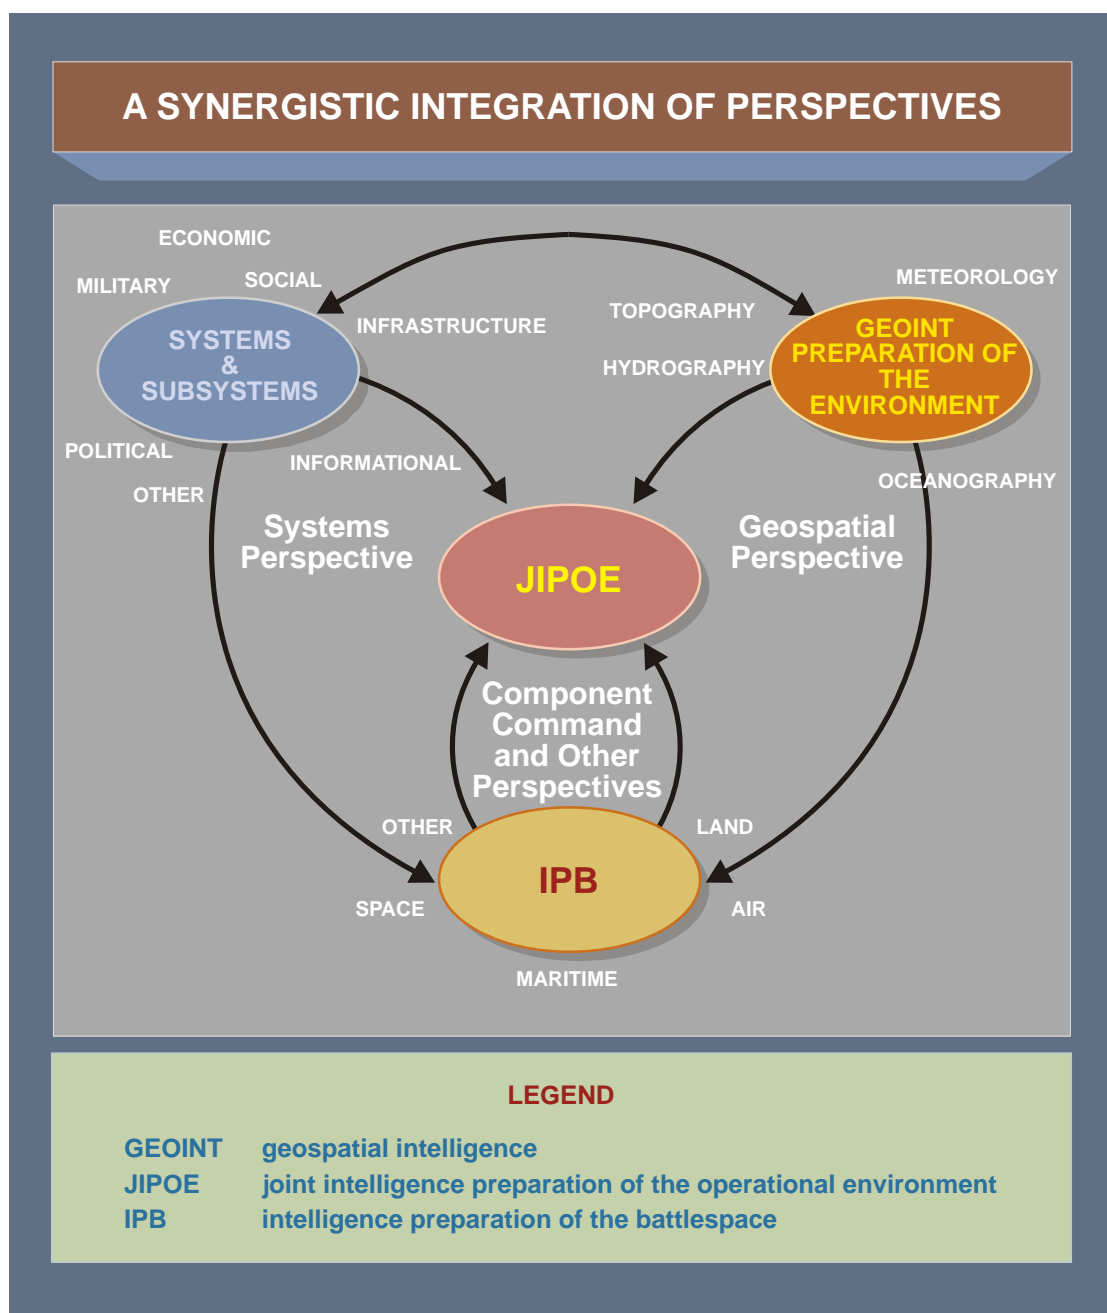 A SYNERGISTIC INTEGRATION OF PERSPECTIVES
ECONOMIC
MILITARY
SOCIAL
INFRASTRUCTURE
SYSTEMS
&
SUBSYSTEMS
POLITICAL
OTHER
INFORMATIONAL
METEOROLOGY
TOPOGRAPHY
HYDROGRAPHY
GEOINT
PREPARATION OF
THE
ENVIRONMENT
OCEANOGRAPHY
Systems
Perspective
Geospatial
Perspective
JIPOE
Component
Command
and Other
Perspectives
OTHER
LAND
IPB
SPACE
AIR
MARITIME
LEGEND
GEOINT geospatial intelligence
JIPOE joint intelligence preparation of the operational environment
IPB intelligence preparation of the battlespace